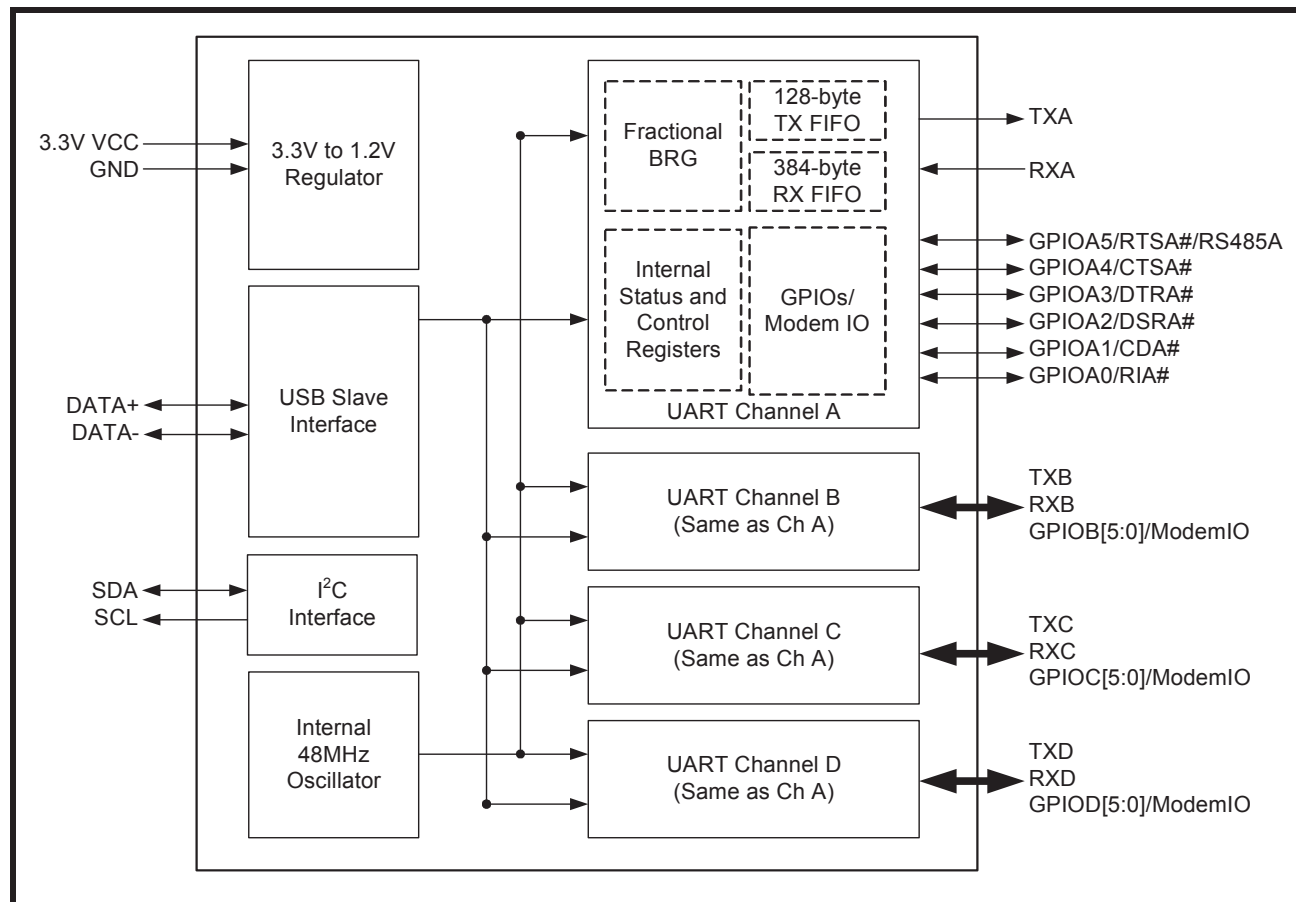 3.3V VCC
GND
3.3V to 1.2V
Regulator
DATA+
DATA-
USB Slave
Interface
SDA
SCL
I²C
Interface
Internal
48MHz
Oscillator
Fractional
BRG
128-byte
TX FIFO
384-byte
RX FIFO
Internal
Status and
Control
Registers
GPIOs/
Modem IO
UART Channel A
TXA
RXA
GPIOA5/RTSA#/RS485A
GPIOA4/CTSA#
GPIOA3/DTRA#
GPIOA2/DSRA#
GPIOA1/CDA#
GPIOA0/RIA#
UART Channel B
(Same as Ch A)
TXB
RXB
GPIOB[5:0]/ModemIO
UART Channel C
(Same as Ch A)
TXC
RXC
GPIOC[5:0]/ModemIO
UART Channel D
(Same as Ch A)
TXD
RXD
GPIOD[5:0]/ModemIO